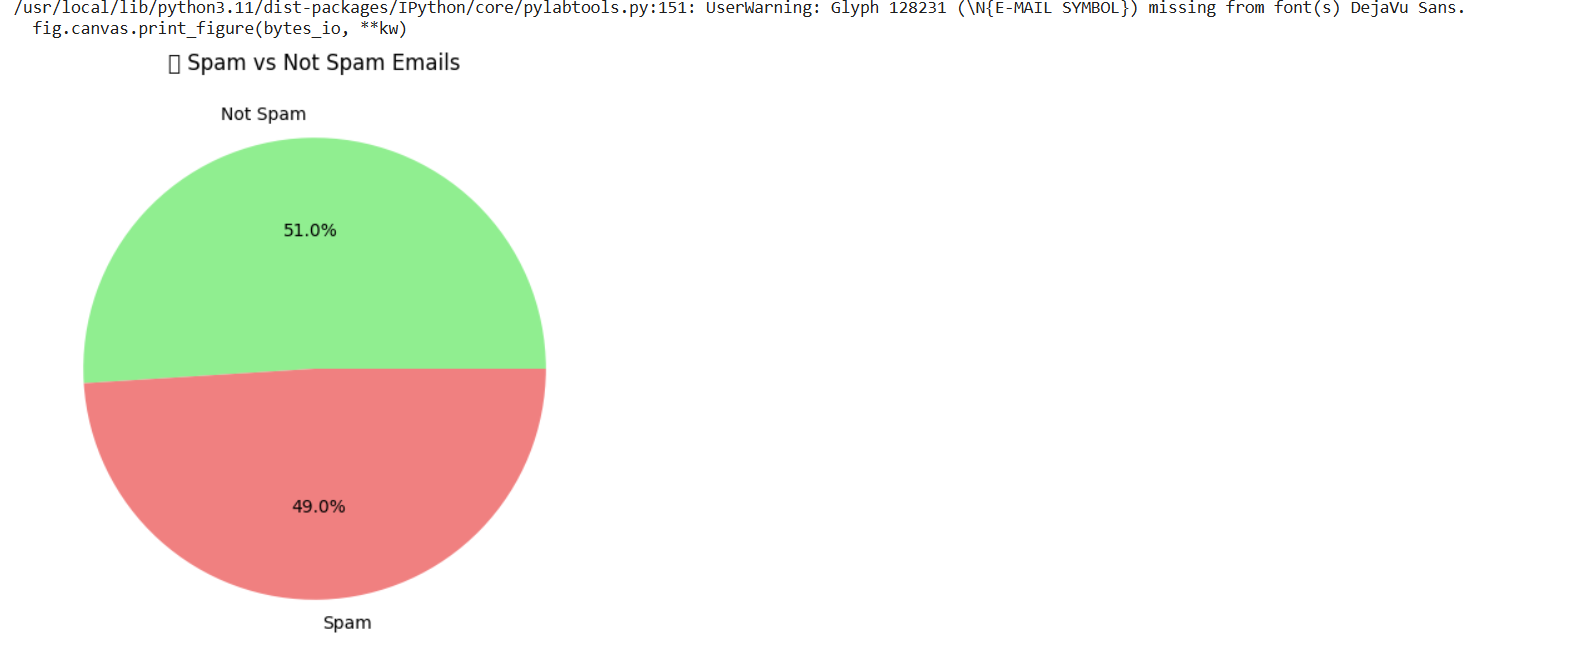 /usr/local/lib/python3.11/dist-packages/IPython/core/pylabtools.py:151: UserWarning: Glyph 128231 (\N{E-MAIL SYMBOL}) missing from font(s) DejaVu Sans.
fig.canvas.print_figure(bytes_io, **kw)
Spam vs Not Spam Emails
Not Spam
51.0%
49.0%
Spam